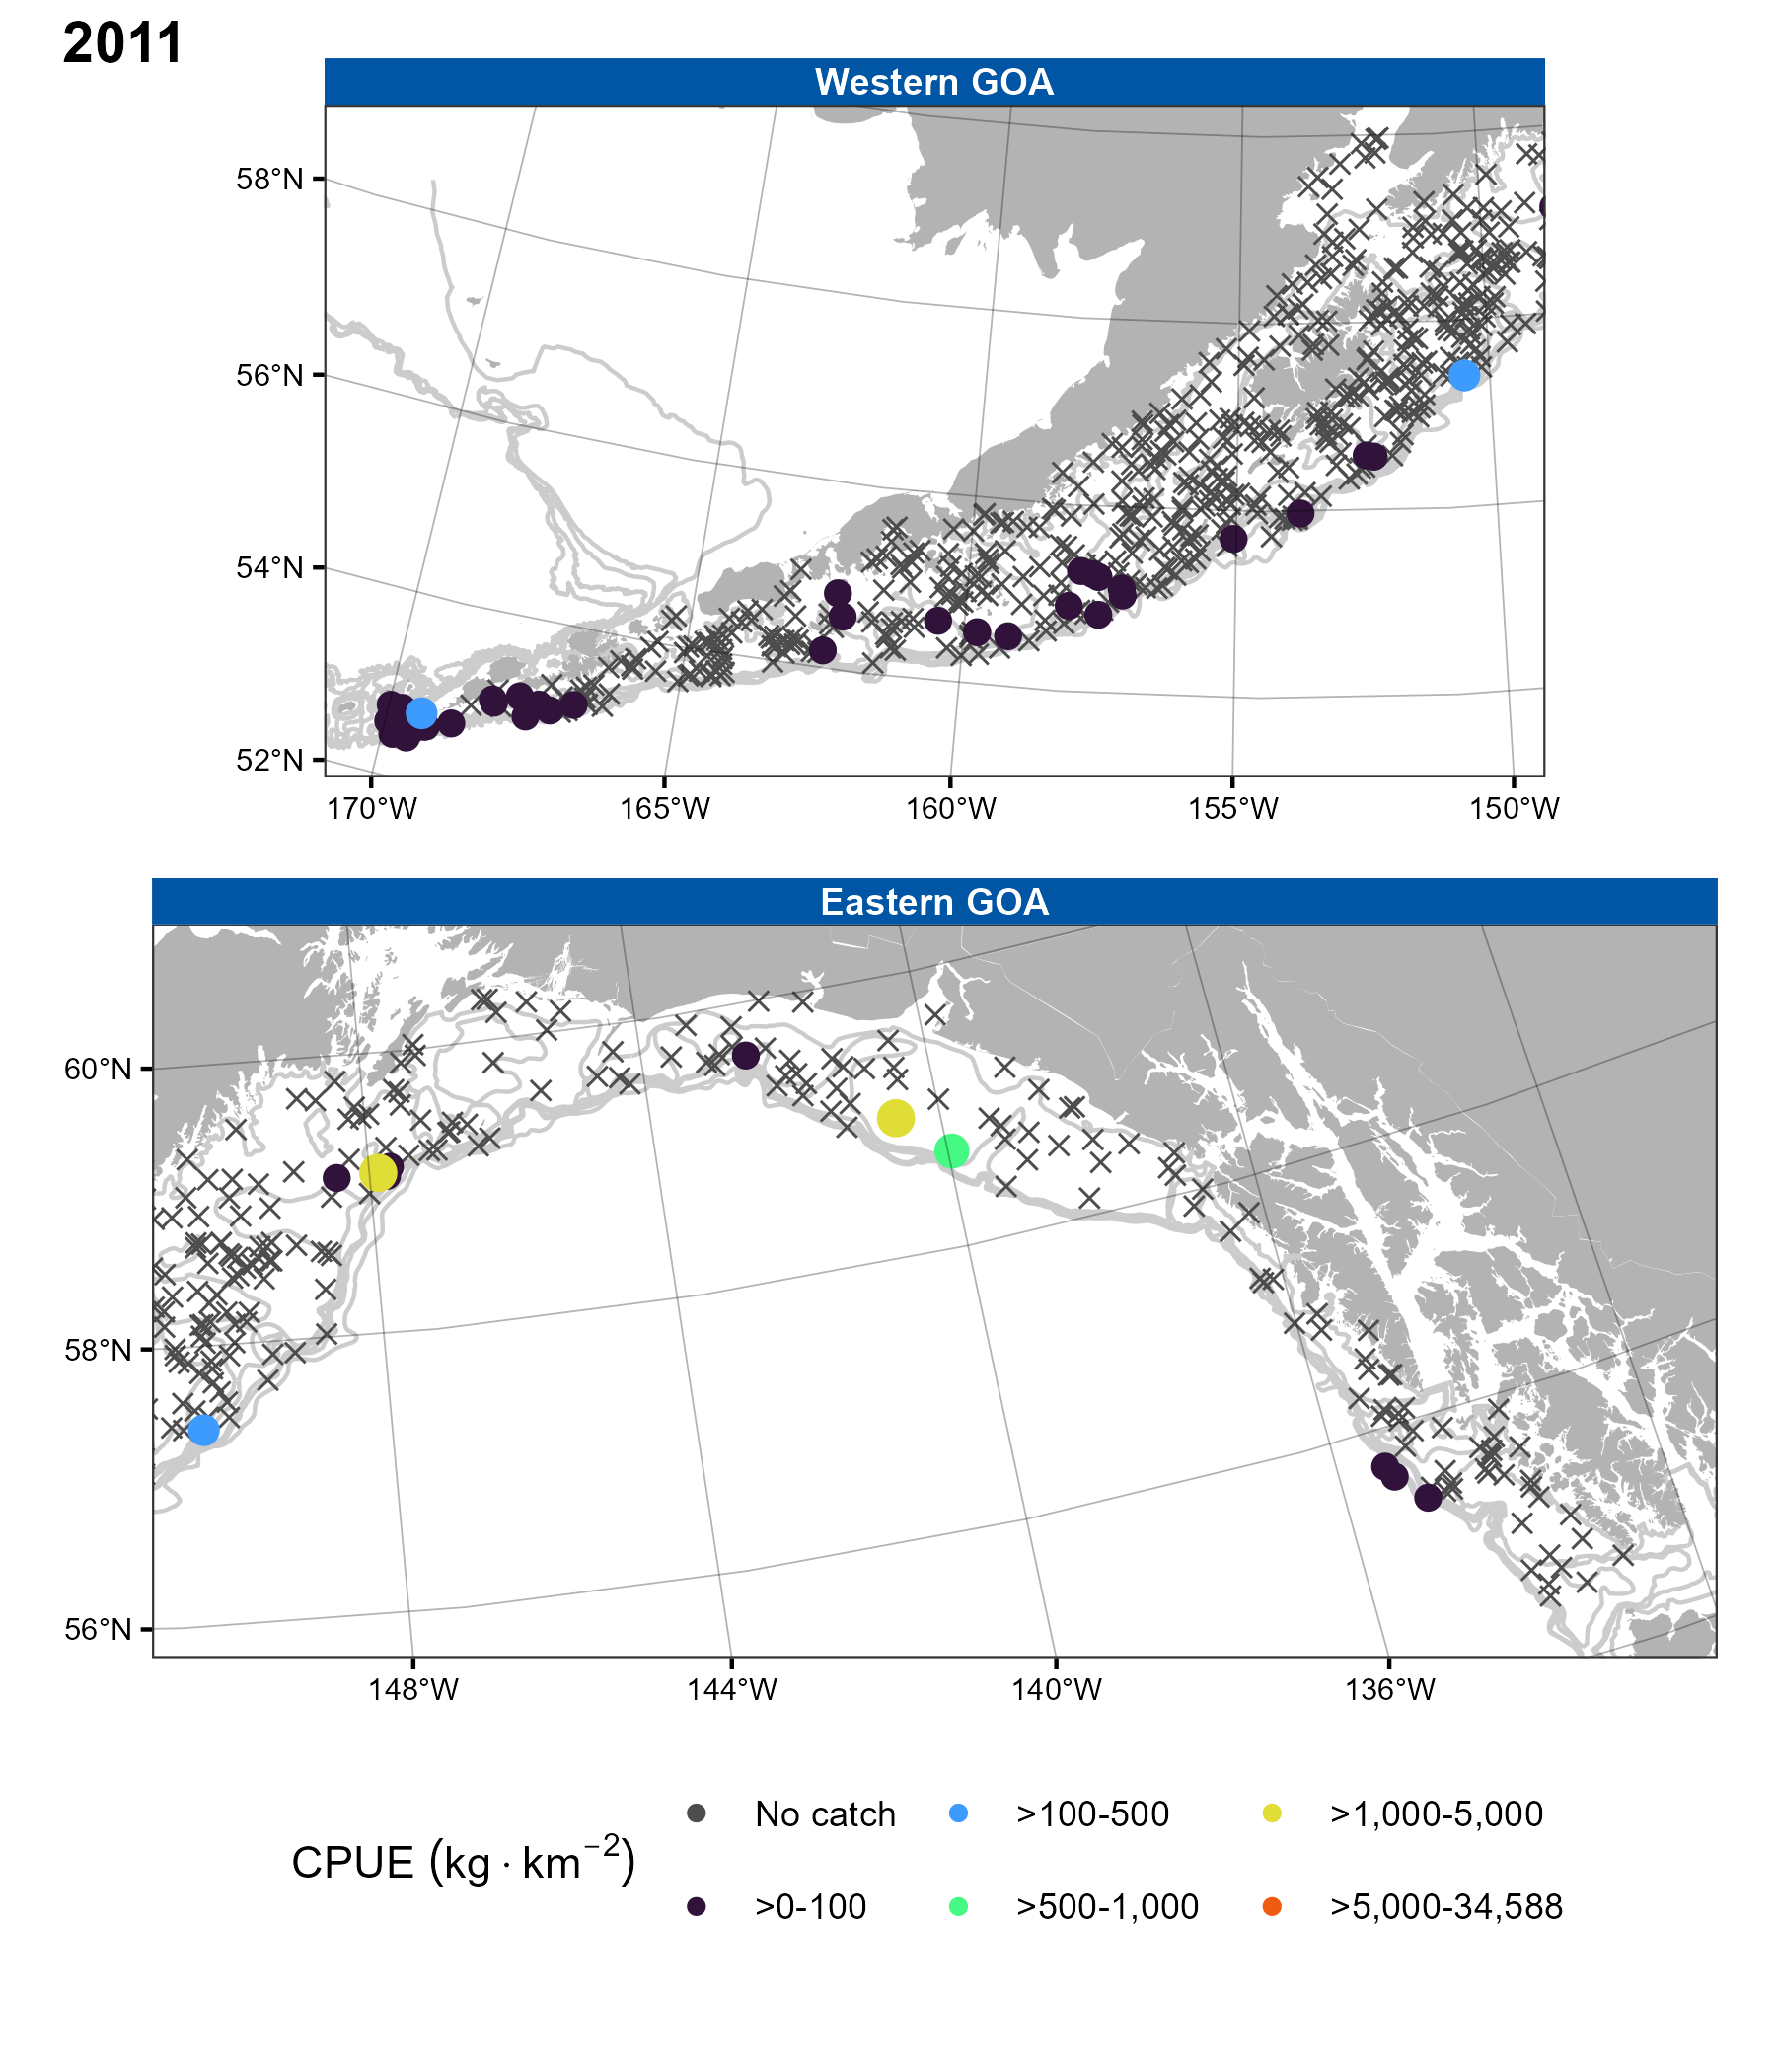 2011
Western GOA
58°N
56°N
54°N
52°N
170°W 165°W 160°W 155°W 150°W
Eastern GOA
60°N
58°N
56°N
148°W 144°W 140°W 136°W
No catch >100-500 >1,000-5,000
CPUE (kg · km⁻²)
>0-100 >500-1,000 >5,000-34,588